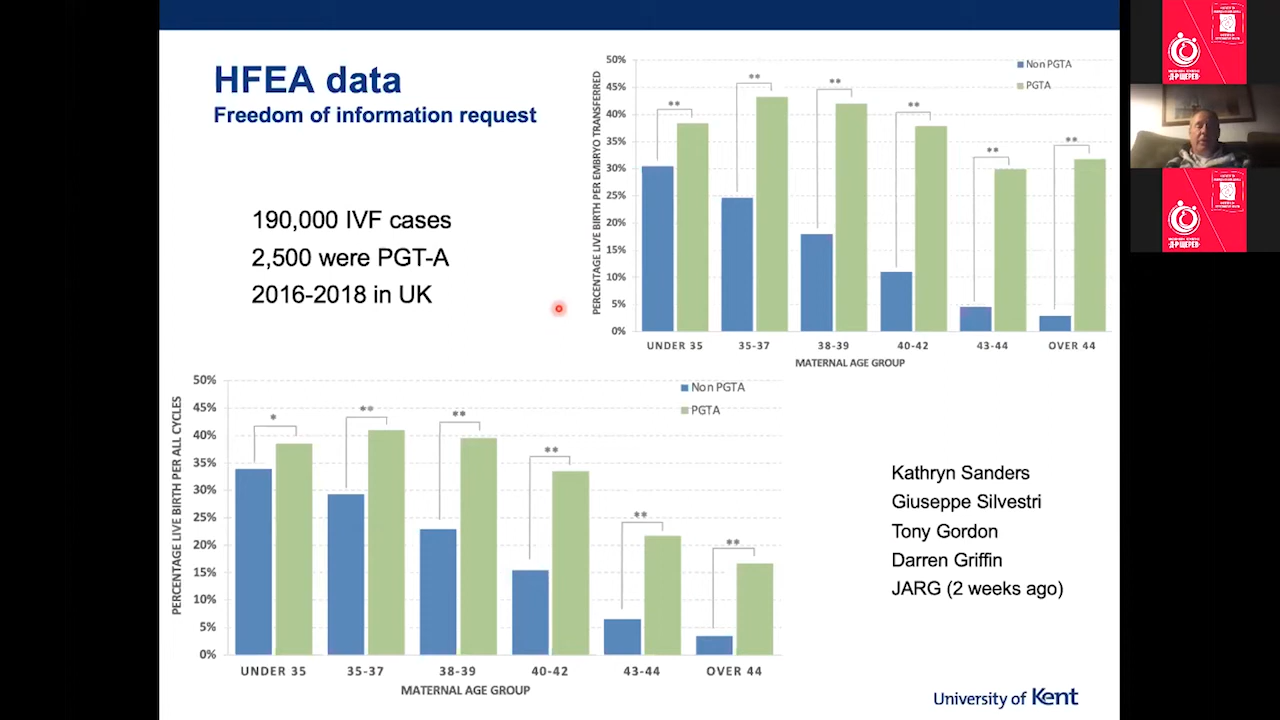 HFEA data
Freedom of information request
190,000 IVF cases
2,500 were PGT-A
2016-2018 in UK
PERCENTAGE LIVE BIRTH PER EMBRYO TRANSFERRED
50%
45%
40%
35%
30%
25%
20%
15%
10%
5%
0%
Non PGTA
PGTA
**
**
**
**
**
**
UNDER 35 35-37 38-39 40-42 43-44 OVER 44
MATERNAL AGE GROUP
PERCENTAGE LIVE BIRTH PER ALL CYCLES
50%
45%
40%
35%
30%
25%
20%
15%
10%
5%
0%
Non PGTA
PGTA
*
**
**
**
**
**
UNDER 35 35-37 38-39 40-42 43-44 OVER 44
MATERNAL AGE GROUP
Kathryn Sanders
Giuseppe Silvestri
Tony Gordon
Darren Griffin
JARG (2 weeks ago)
University of Kent